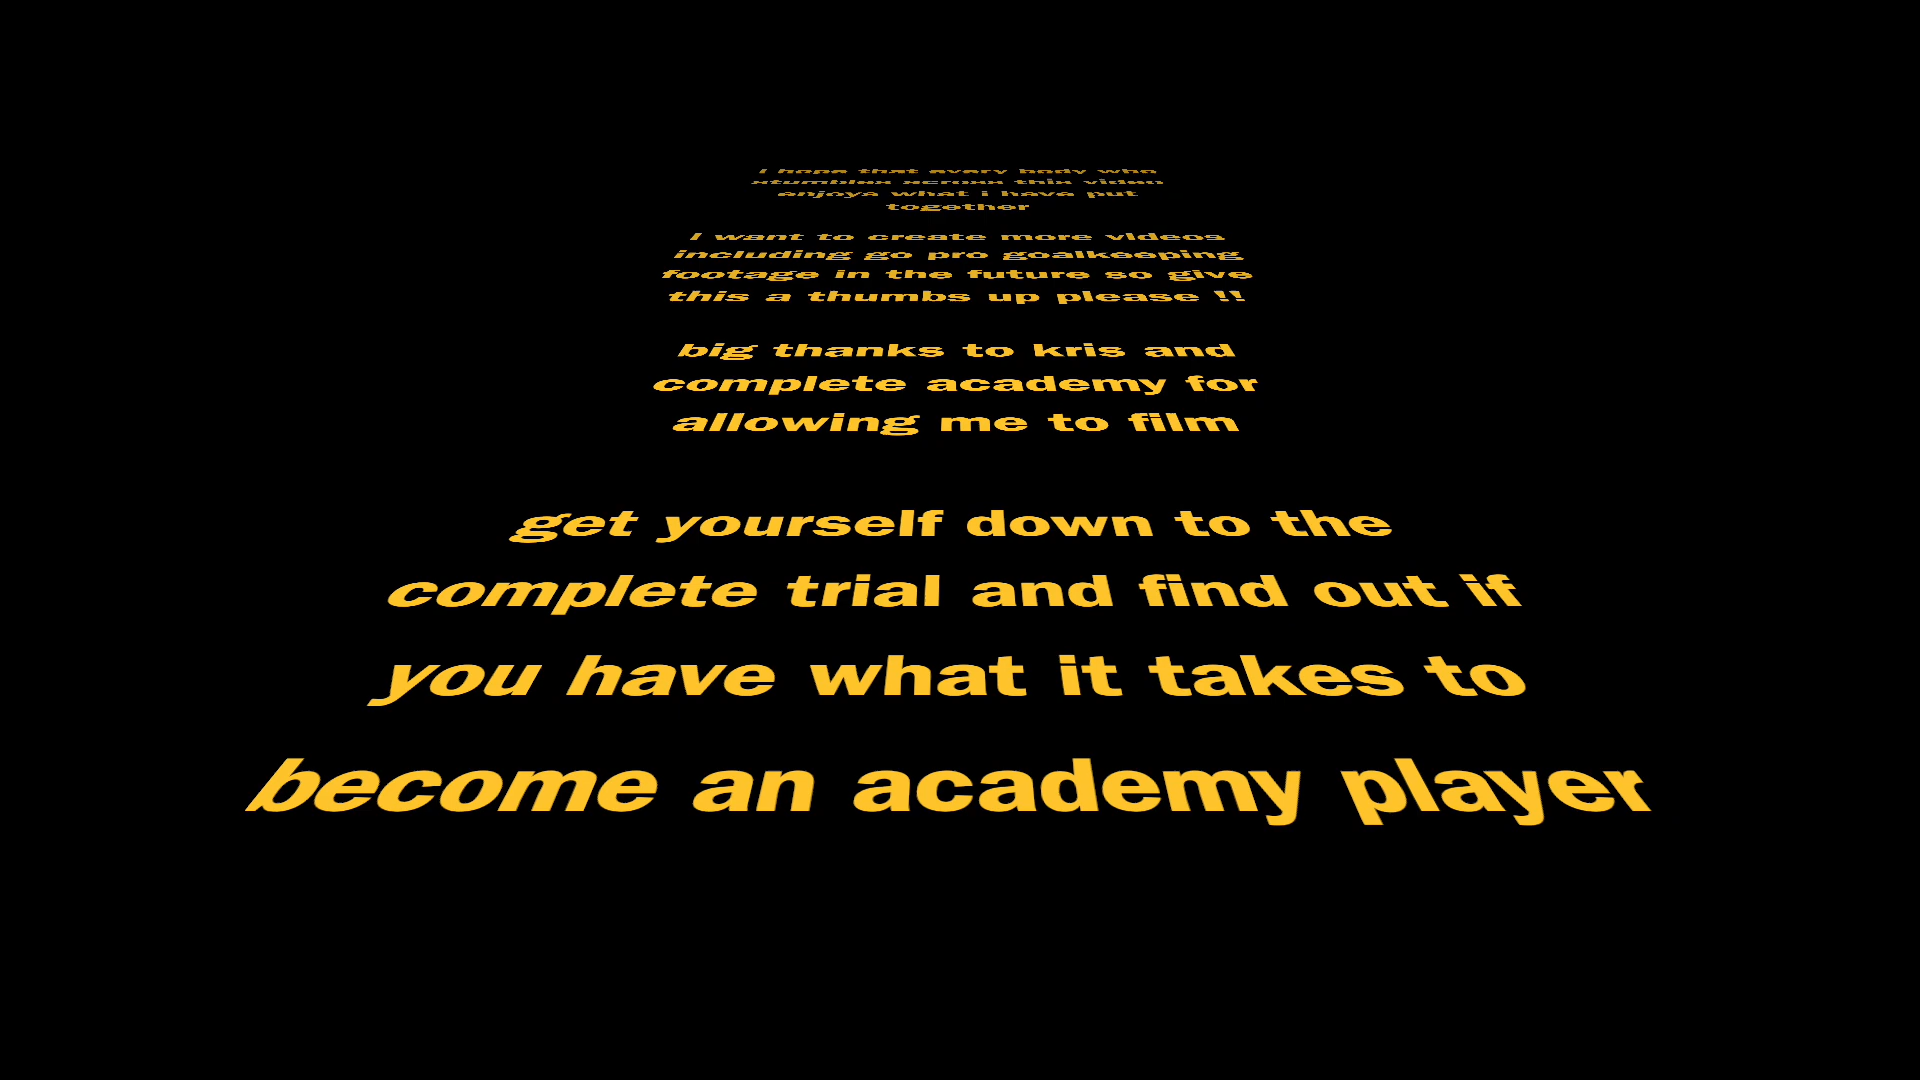 I hope that every body who
stumbles across this video
enjoys what i have put
together
I want to create more videos
including go pro goalkeeping
footage in the future so give
this a thumbs up please !!
big thanks to kris and
complete academy for
allowing me to film
get yourself down to the
complete trial and find out if
you have what it takes to
become an academy player